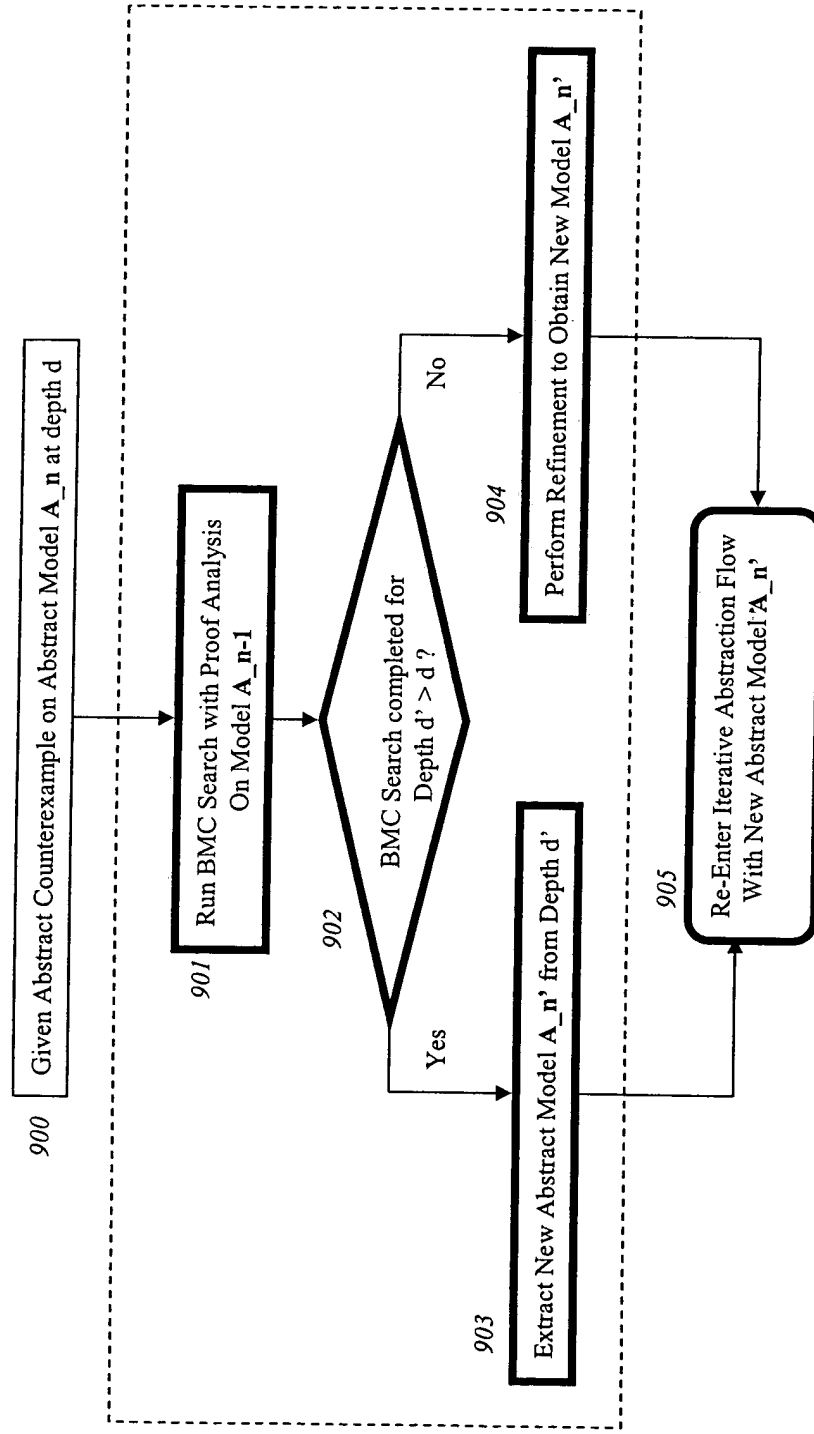 900
Given Abstract Counterexample on Abstract Model A_n at depth d
901
Run BMC Search with Proof Analysis
On Model A_n-1
902
BMC Search completed for
Depth d' > d ?
Yes
No
903
Extract New Abstract Model A_n' from Depth d'
904
Perform Refinement to Obtain New Model A_n'
905
Re-Enter Iterative Abstraction Flow
With New Abstract Model A_n'